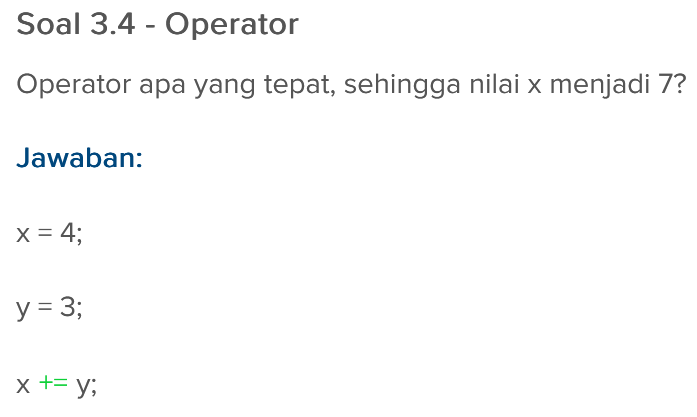 Soal 3.4 - Operator
Operator apa yang tepat, sehingga nilai x menjadi 7?
Jawaban:
x = 4;
y = 3;
x += y;